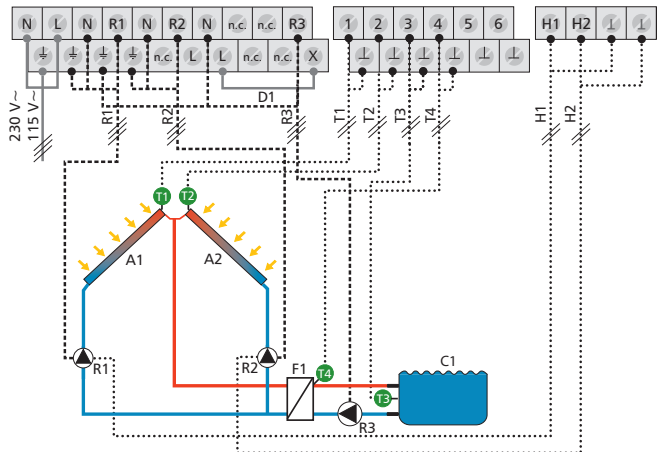 N L N R1 N R2 N n.c. n.c. R3
n.c. L L n.c. n.c. X
1 2 3 4 5 6
H1 H2
D1
230 V~
115 V~
R1
R2
R3
T1
T2
T3
T4
H1
H2
T1 T2
A1 A2
R1 R2 F1 T4 C1
T3
R3